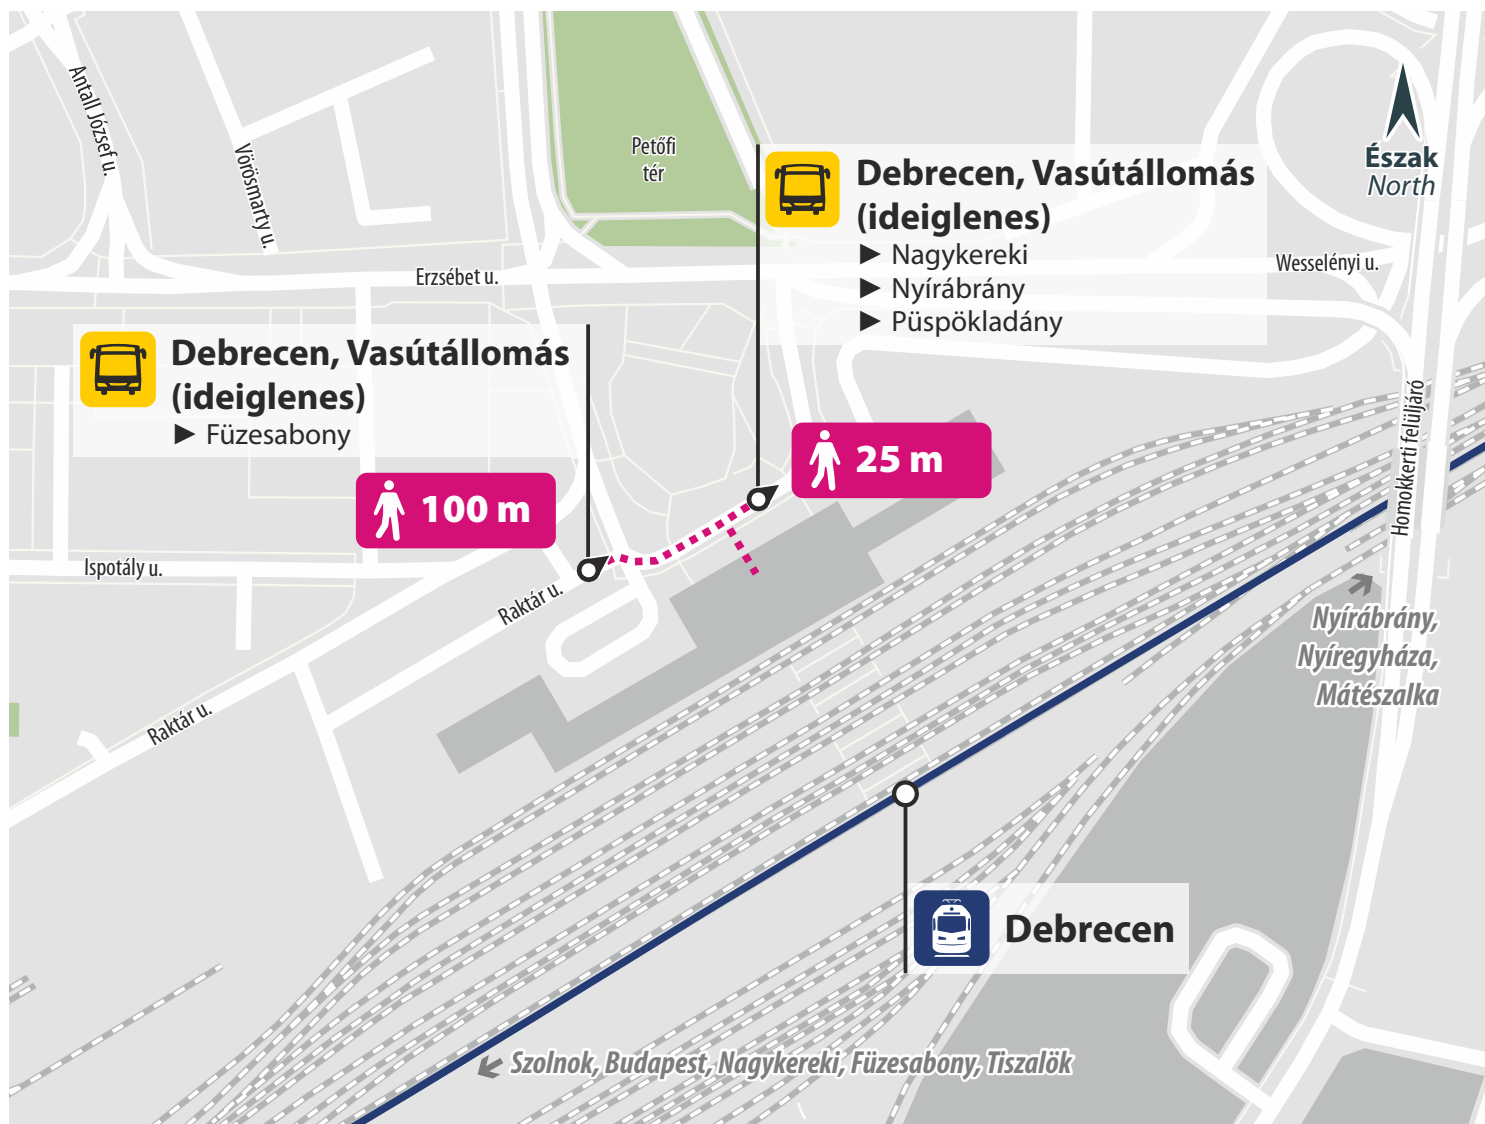 Antall József u.
Vörösmarty u.
Petőfi
tér
Debrecen, Vasútállomás
(ideiglenes)
► Nagykereki
► Nyírábrány
► Püspökladány
Észak
North
Erzsébet u.
Wesselényi u.
Debrecen, Vasútállomás
(ideiglenes)
► Füzesabony
25 m
100 m
Homokkerti felüljáró
Ispotály u.
Raktár u.
Raktár u.
Nyírábrány,
Nyíregyháza,
Mátészalka
Debrecen
Szolnok, Budapest, Nagykereki, Füzesabony, Tiszalök